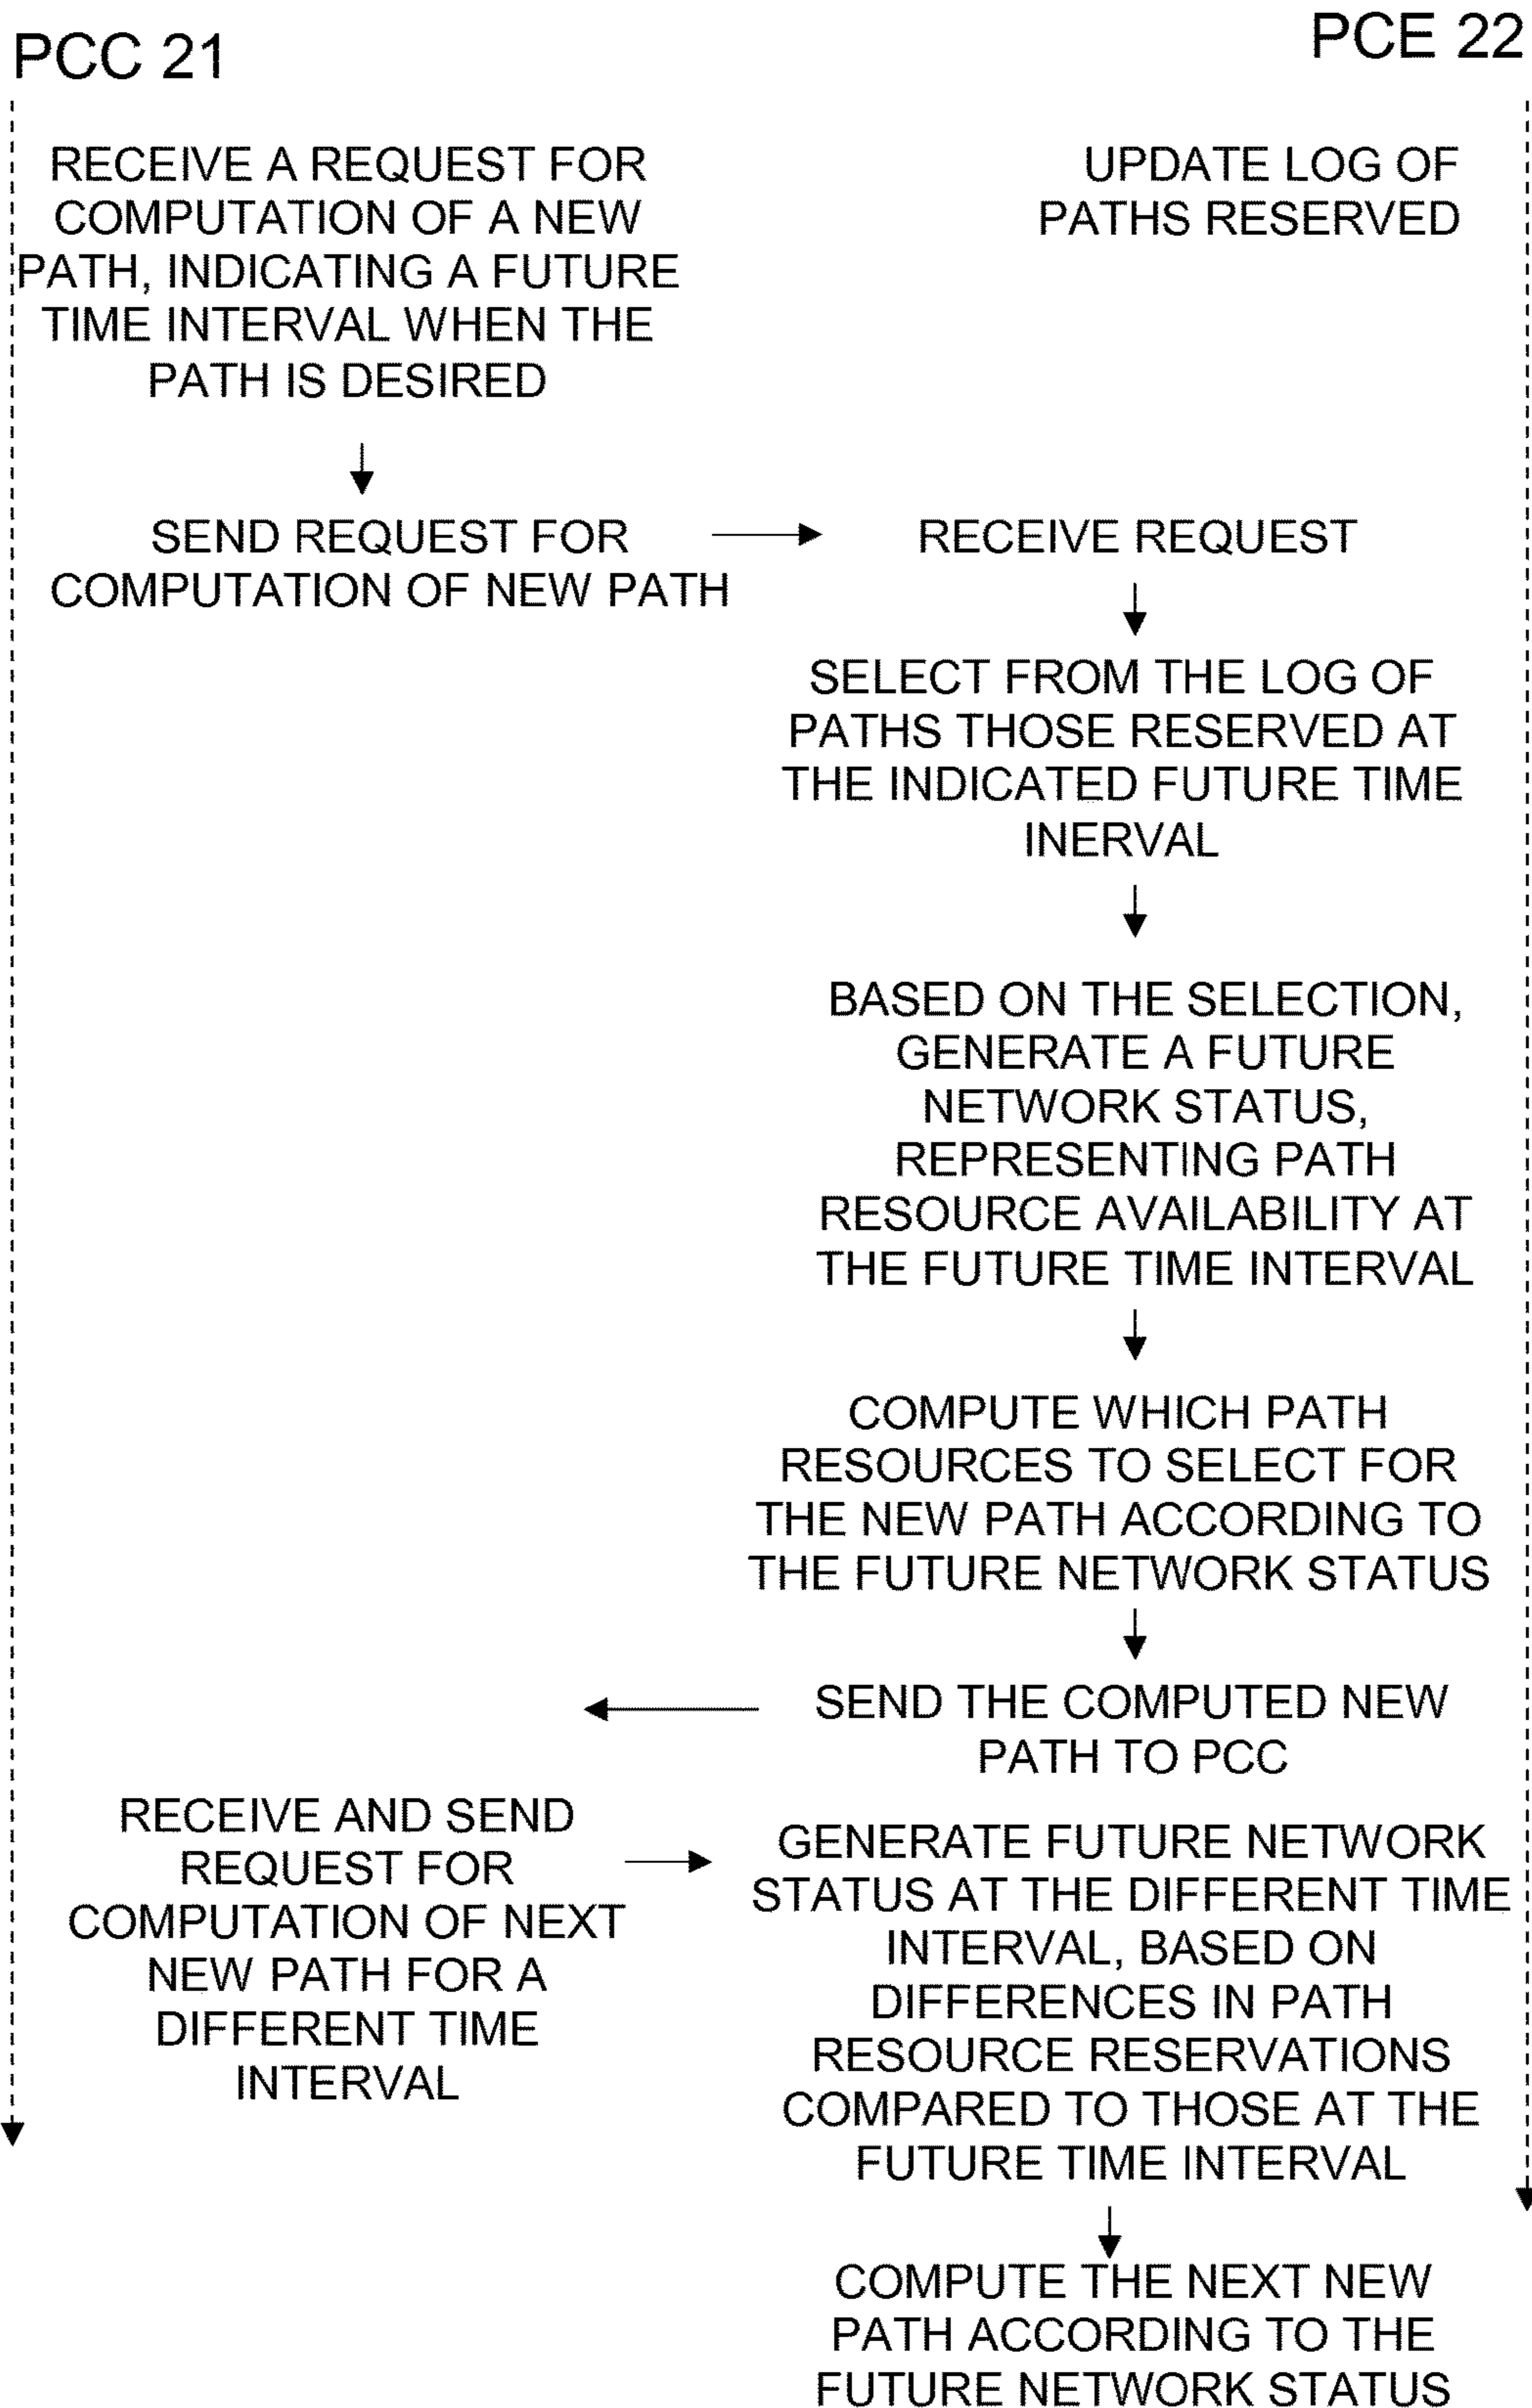 PCC 21
PCE 22
RECEIVE A REQUEST FOR
COMPUTATION OF A NEW
PATH, INDICATING A FUTURE
TIME INTERVAL WHEN THE
PATH IS DESIRED
UPDATE LOG OF
PATHS RESERVED
SEND REQUEST FOR
COMPUTATION OF NEW PATH
RECEIVE REQUEST
SELECT FROM THE LOG OF
PATHS THOSE RESERVED AT
THE INDICATED FUTURE TIME
INERVAL
BASED ON THE SELECTION,
GENERATE A FUTURE
NETWORK STATUS,
REPRESENTING PATH
RESOURCE AVAILABILITY AT
THE FUTURE TIME INTERVAL
COMPUTE WHICH PATH
RESOURCES TO SELECT FOR
THE NEW PATH ACCORDING TO
THE FUTURE NETWORK STATUS
SEND THE COMPUTED NEW
PATH TO PCC
RECEIVE AND SEND
REQUEST FOR
COMPUTATION OF NEXT
NEW PATH FOR A
DIFFERENT TIME
INTERVAL
GENERATE FUTURE NETWORK
STATUS AT THE DIFFERENT TIME
INTERVAL, BASED ON
DIFFERENCES IN PATH
RESOURCE RESERVATIONS
COMPARED TO THOSE AT THE
FUTURE TIME INTERVAL
COMPUTE THE NEXT NEW
PATH ACCORDING TO THE
FUTURE NETWORK STATUS